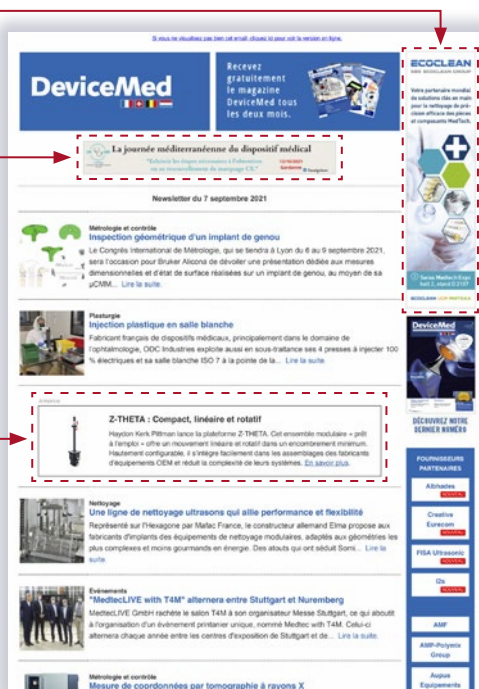 Si vous ne visualisez pas bien cet email, cliquez ici pour voir la version en ligne.
DeviceMed
Recevez
gratuitement
le magazine
DeviceMed tous
les deux mois.
La journée méditerranéenne du dispositif médical
12/10/2021
Newsletter du 7 septembre 2021
Métrologie et contrôle
Inspection géométrique d'un implant de genou
Le Congrès International de Métrologie, qui se tiendra à Lyon du 6 au 9 septembre 2021,
sera l'occasion pour Bruker Alicona de dévoiler une présentation dédiée aux mesures
dimensionnelles et d'état de surface réalisées sur un implant de genou, au moyen de sa
µCMM... Lire la suite.
Plasturgie
Injection plastique en salle blanche
Fabricant français de dispositifs médicaux, principalement dans le domaine de
l'ophtalmologie, ODC Industries exploite aussi en sous-traitance ses 4 presses à injecter 100
% électriques et sa salle blanche ISO 7 à la pointe de la... Lire la suite.
Z-THETA : Compact, linéaire et rotatif
Haydon Kerk Pittman lance la plateforme Z-THETA. Cet ensemble modulaire « prêt
à l'emploi » offre un mouvement linéaire et rotatif dans un encombrement minimum.
Hautement configurable, il s'intègre facilement dans les assemblages des fabricants
d'équipements OEM et réduit la complexité de leurs systèmes. En savoir plus.
Nettoyage
Une ligne de nettoyage ultrasons qui allie performance et flexibilité
Représenté sur l'Hexagone par Mafac France, le constructeur allemand Elma propose aux
fabricants d'implants des équipements de nettoyage modulaires, adaptés aux géométries les
plus complexes et moins gourmands en énergie. Des atouts qui ont séduit Somi... Lire la
suite.
Evénements
"MedtecLIVE with T4M" alternera entre Stuttgart et Nuremberg
MedtecLIVE GmbH rachète le salon T4M à son organisateur Messe Stuttgart, ce qui aboutit
à l'organisation d'un événement printanier unique, nommé Medtec with T4M. Celui-ci
alternera chaque année entre les centres d'exposition de Stuttgart et de... Lire la suite.
Métrologie et contrôle
Mesure de coordonnées par tomographie à rayons X
ECOCLEAN
Votre partenaire mondial
de solutions clés en main
pour le nettoyage de pré-
cision efficace des pièces
et composants MedTech.
Swiss Medtech Expo
hall 2, stand D 2107
DeviceMed
DÉCOUVREZ NOTRE
DERNIER NUMÉRO
FOURNISSEURS
PARTENAIRES
Albhades
NOUVEAU
Creative
Eurecom
NOUVEAU
FISA Ultrasonic
NOUVEAU
I2s
NOUVEAU
AMF
AMP-Polymix
Group
Aupus
Equipements